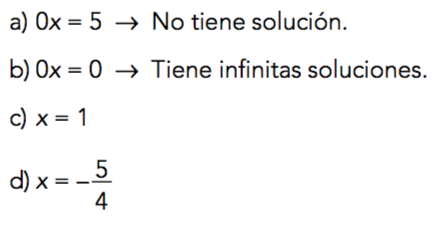 a) 0x = 5 → No tiene solución.
b) 0x = 0 → Tiene infinitas soluciones.
c) x = 1
d) x = –5/4